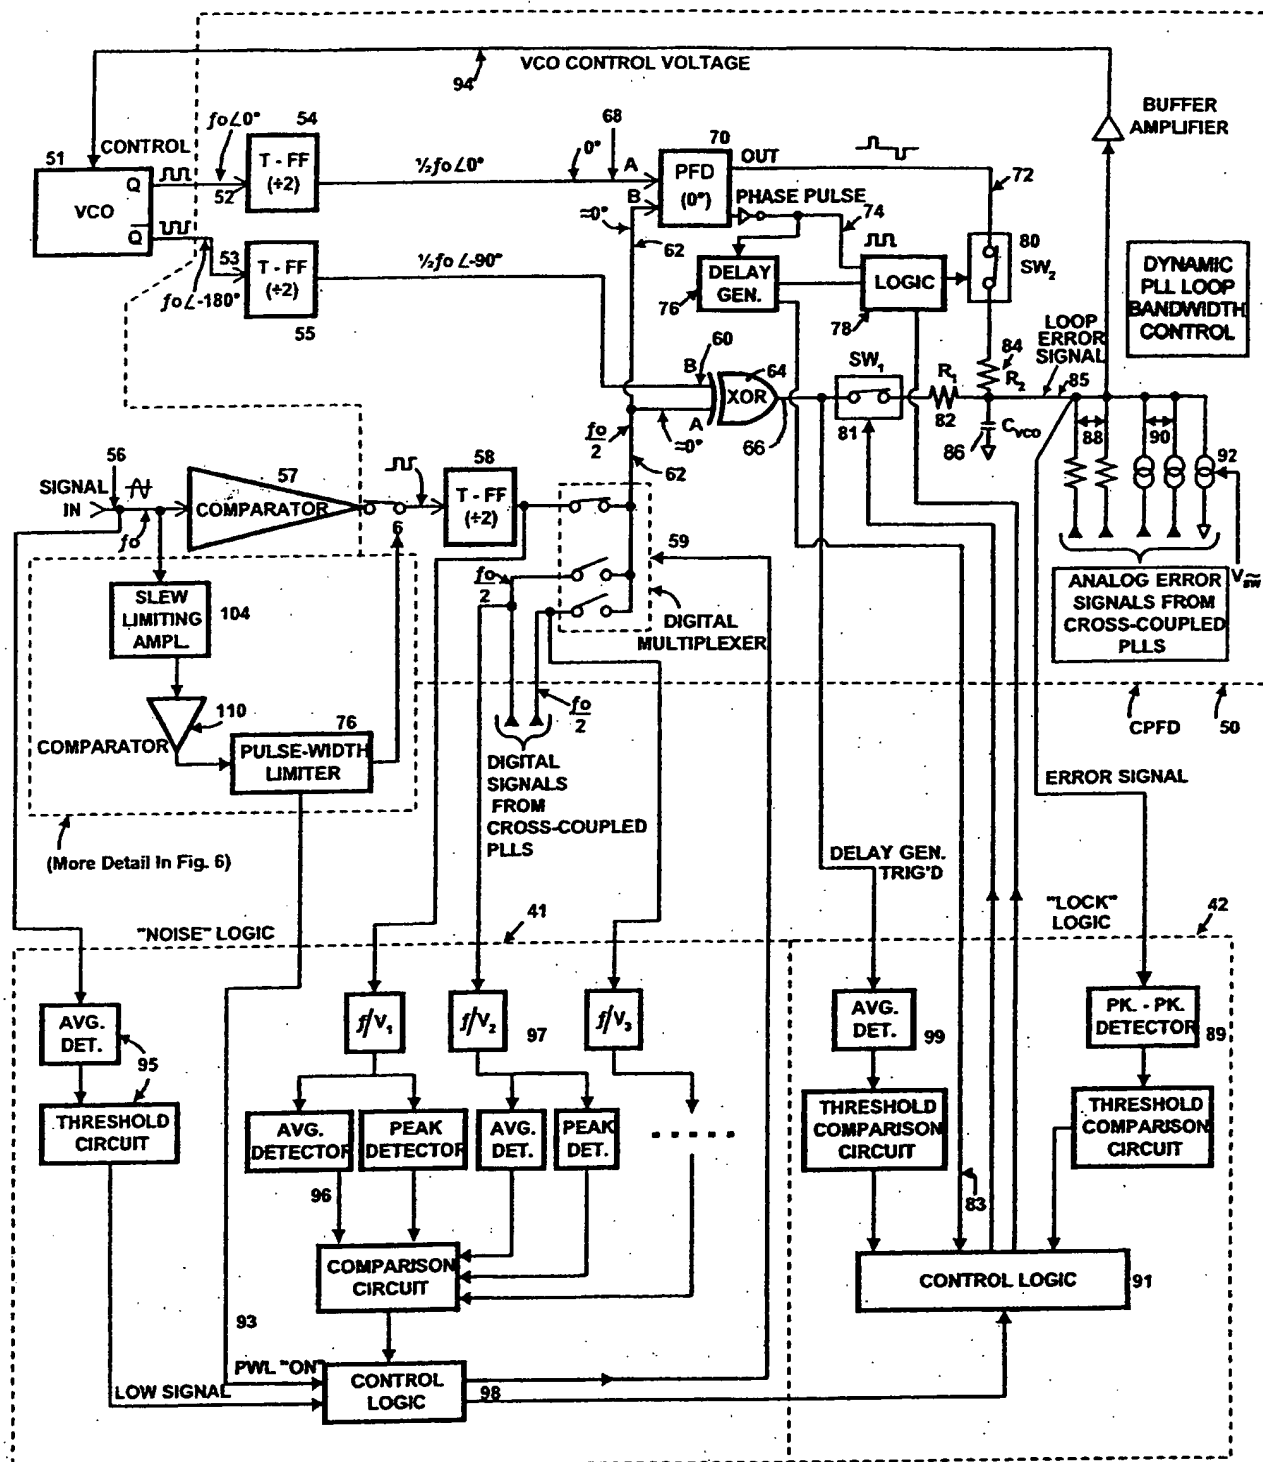 VCO CONTROL VOLTAGE
94
BUFFER
AMPLIFIER
CONTROL
51
VCO
Q
Q̅
fo∠0°
52
54
T - FF
(÷2)
½fo∠0°
0°
68
A
B
≈0°
70
PFD
(0°)
OUT
PHASE PULSE
72
74
62
53
fo∠-180°
T - FF
(÷2)
55
½fo∠-90°
DELAY
GEN.
76
LOGIC
78
80
SW2
DYNAMIC
PLL LOOP
BANDWIDTH
CONTROL
LOOP
ERROR
SIGNAL
84
R2
85
60
B
XOR
64
A
≈0°
66
SW1
81
R1
82
CVCO
86
88
90
92
fo/2
62
56
SIGNAL
IN
fo
57
COMPARATOR
6
58
T - FF
(÷2)
59
fo/2
DIGITAL
MULTIPLEXER
fo/2
ANALOG ERROR
SIGNALS FROM
CROSS-COUPLED
PLLS
V~SW
SLEW
LIMITING
AMPL.
104
110
COMPARATOR
76
PULSE-WIDTH
LIMITER
DIGITAL
SIGNALS
FROM
CROSS-COUPLED
PLLS
CPFD
50
ERROR SIGNAL
(More Detail In Fig. 6)
DELAY GEN.
TRIG'D
"NOISE" LOGIC
41
"LOCK"
LOGIC
42
AVG.
DET.
95
THRESHOLD
CIRCUIT
f/V1
f/V2
97
f/V3
AVG.
DET.
99
PK. - PK.
DETECTOR
89
AVG.
DETECTOR
PEAK
DETECTOR
AVG.
DET.
PEAK
DET.
THRESHOLD
COMPARISON
CIRCUIT
THRESHOLD
COMPARISON
CIRCUIT
96
83
COMPARISON
CIRCUIT
CONTROL LOGIC
91
93
PWL "ON"
LOW SIGNAL
CONTROL
LOGIC
98